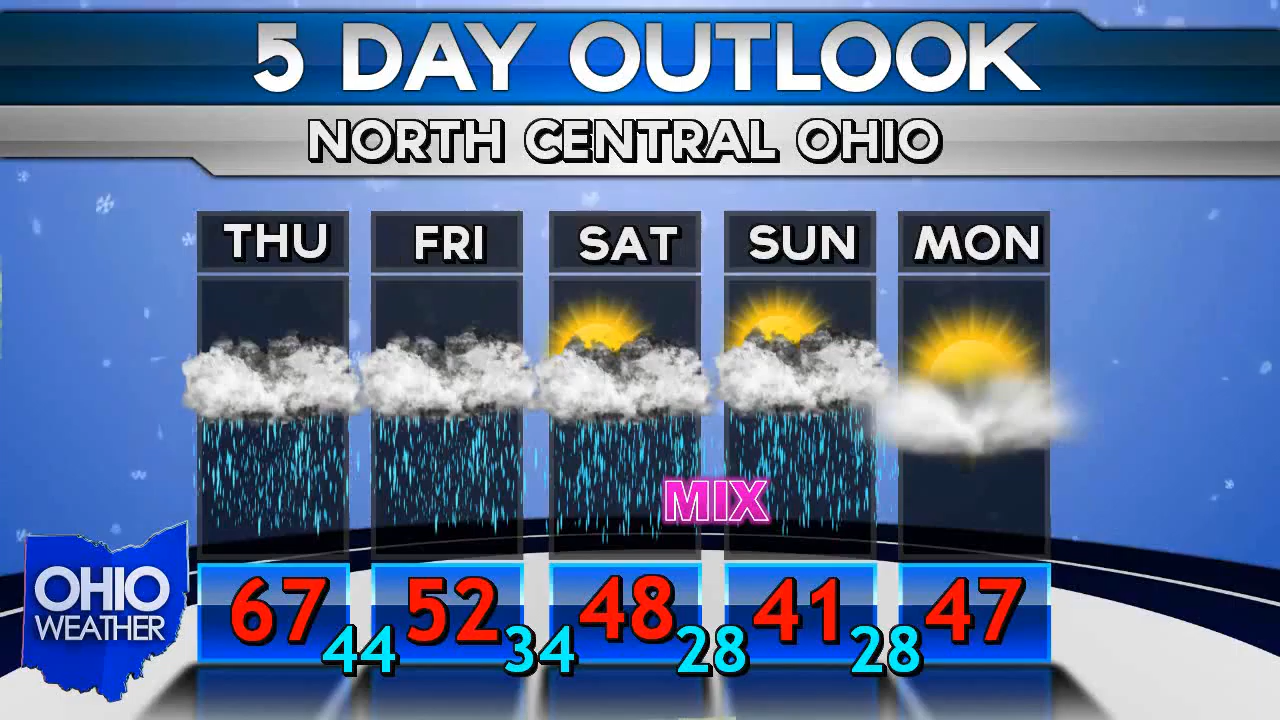 5 DAY OUTLOOK
NORTH CENTRAL OHIO
THU FRI SAT SUN MON
MIX
67 52 48 41 47
44 34 28 28
OHIO
WEATHER